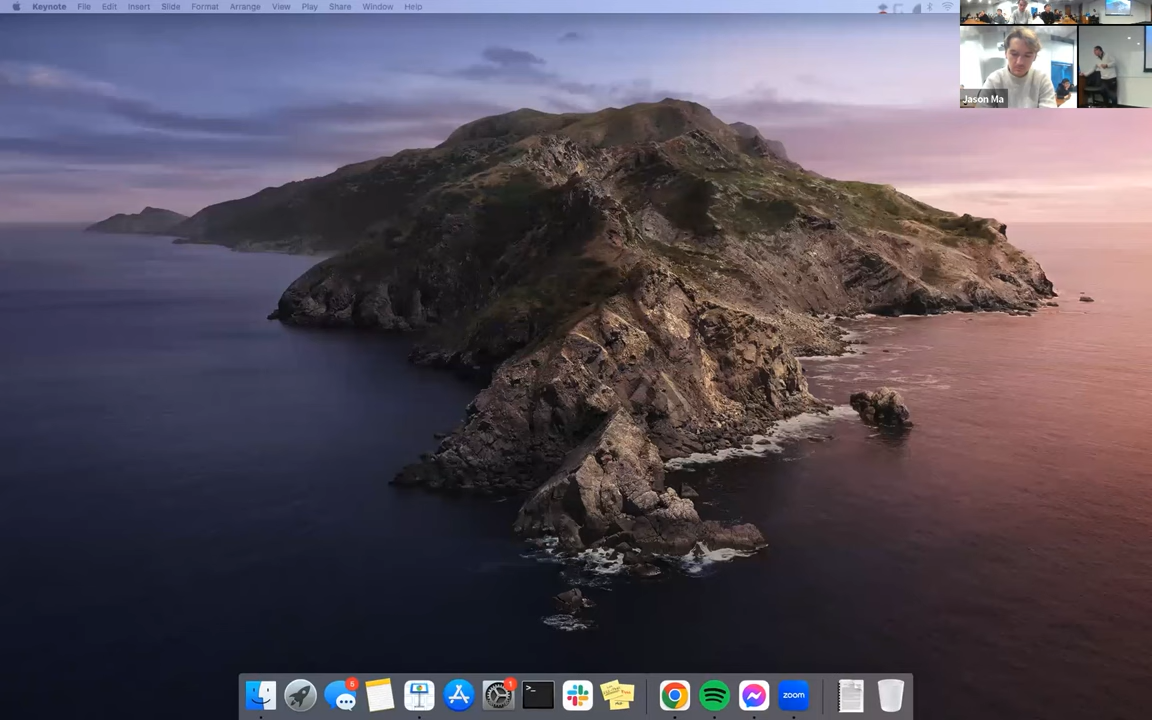 Keynote File Edit Insert Slide Format Arrange View Play Share Window Help
Jason Ma
5
1
zoom